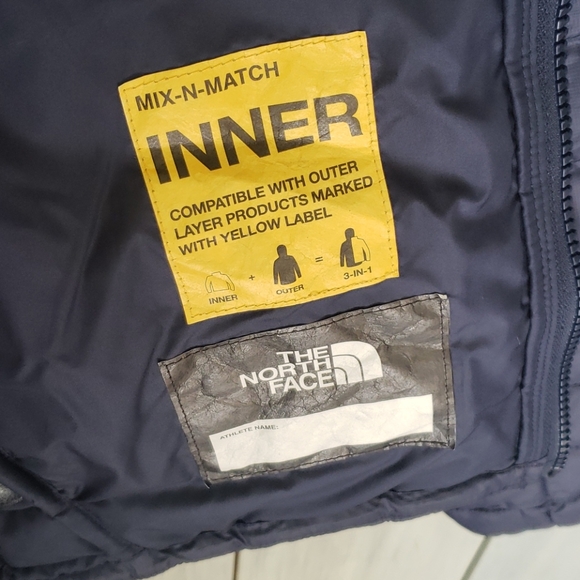 MIX-N-MATCH
INNER
COMPATIBLE WITH OUTER
LAYER PRODUCTS MARKED
WITH YELLOW LABEL
INNER + OUTER = 3-IN-1
THE
NORTH
FACE
ATHLETE NAME: